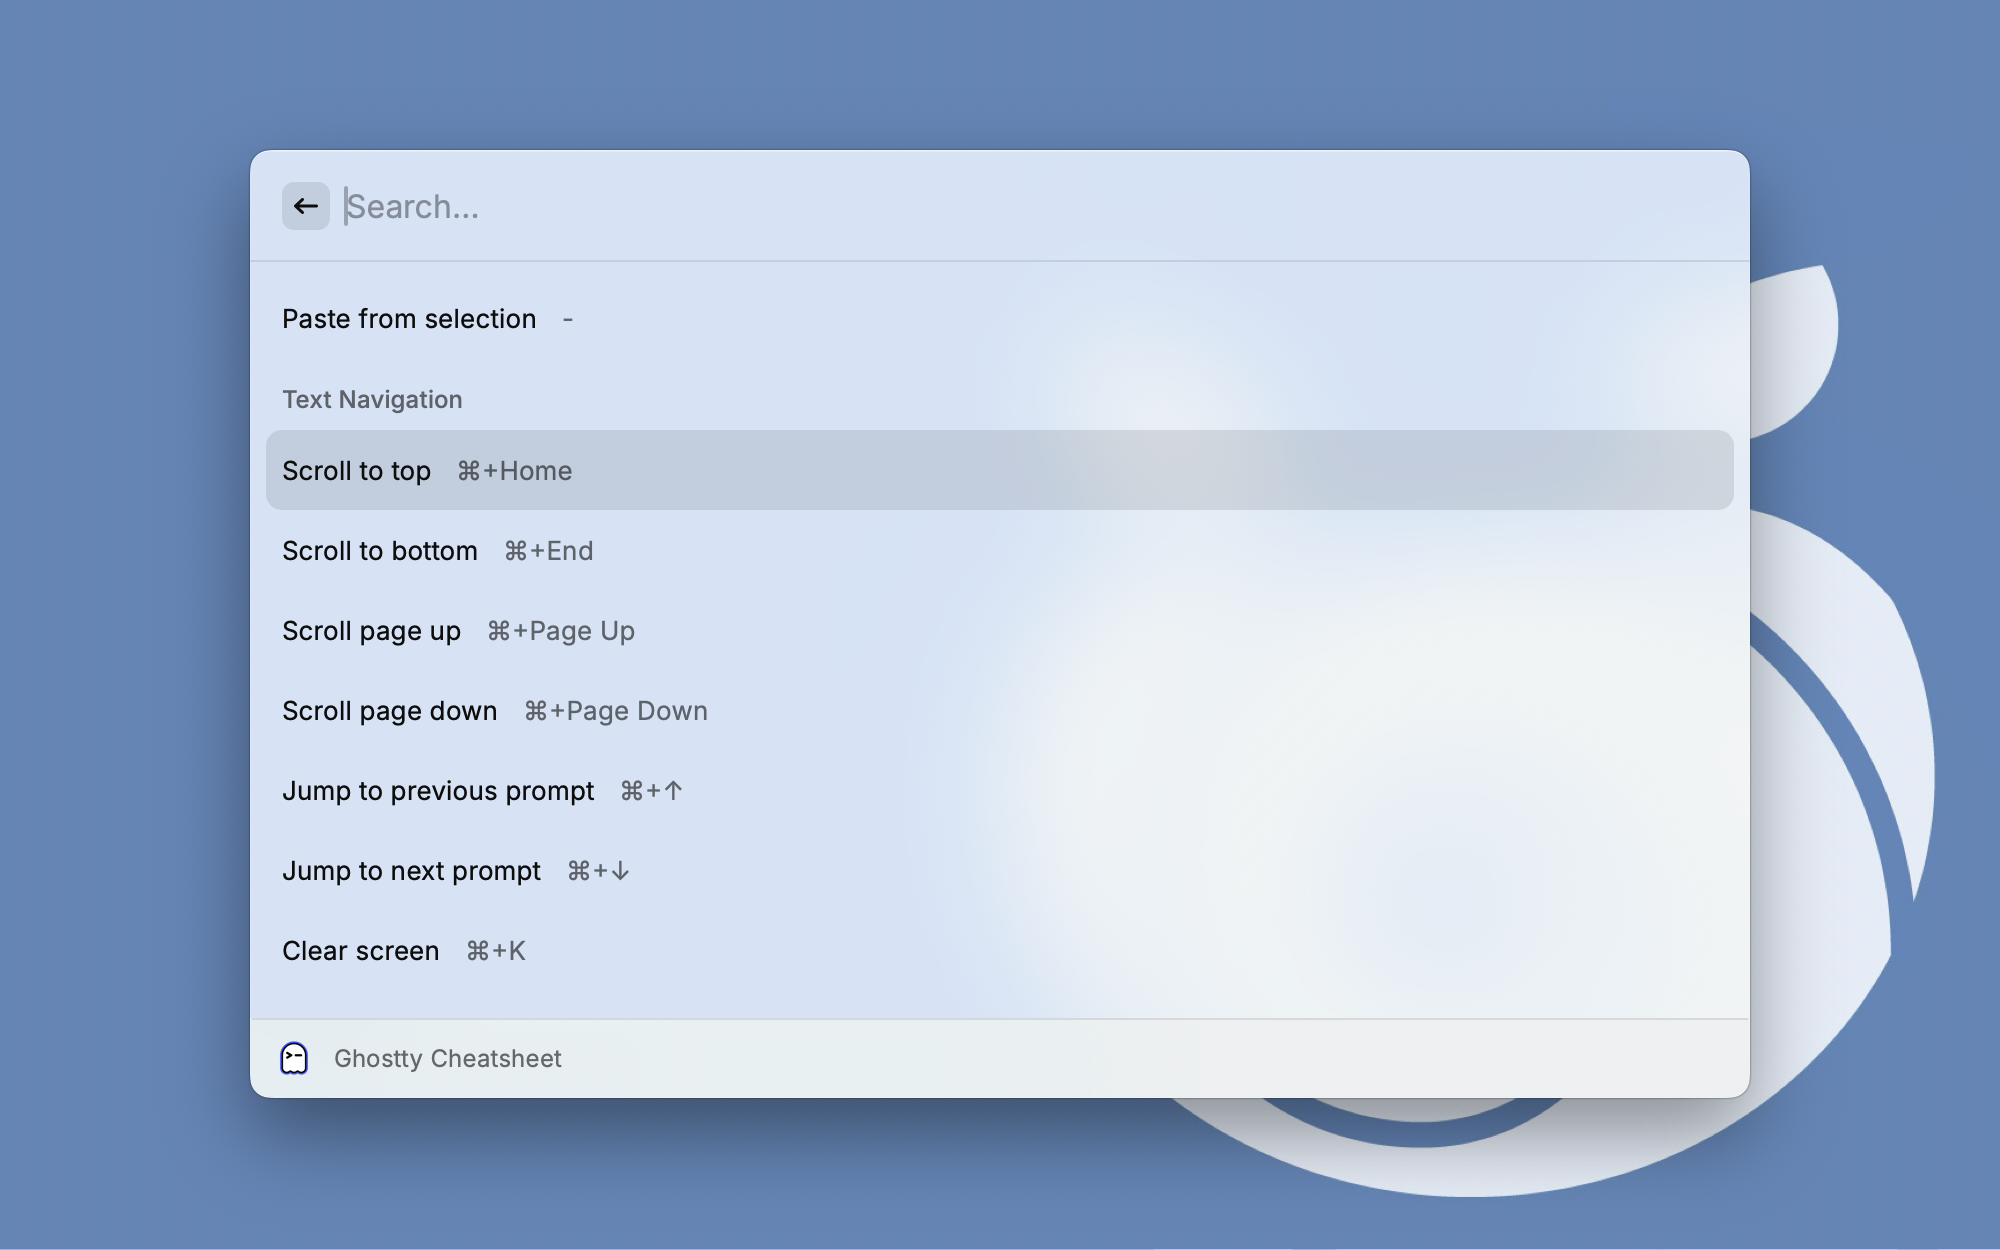 Search...
Paste from selection -
Text Navigation
Scroll to top ⌘+Home
Scroll to bottom ⌘+End
Scroll page up ⌘+Page Up
Scroll page down ⌘+Page Down
Jump to previous prompt ⌘+↑
Jump to next prompt ⌘+↓
Clear screen ⌘+K
Ghostty Cheatsheet